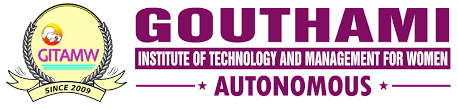 GITAMW
SINCE 2009
GOUTHAMI
INSTITUTE OF TECHNOLOGY AND MANAGEMENT FOR WOMEN
AUTONOMOUS